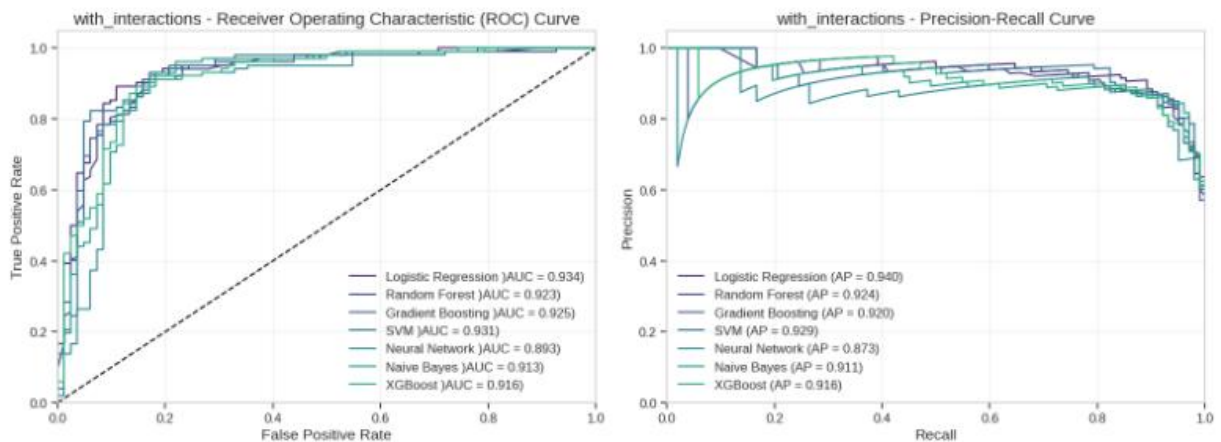 with_interactions - Receiver Operating Characteristic (ROC) Curve
1.0
0.8
0.6
0.4
0.2
0.0
True Positive Rate
Logistic Regression )AUC = 0.934)
Random Forest )AUC = 0.923)
Gradient Boosting )AUC = 0.925)
SVM )AUC = 0.931)
Neural Network )AUC = 0.893)
Naive Bayes )AUC = 0.913)
XGBoost )AUC = 0.916)
0.0 0.2 0.4 0.6 0.8 1.0
False Positive Rate
with_interactions - Precision-Recall Curve
1.0
0.8
0.6
0.4
0.2
0.0
Precision
Logistic Regression (AP = 0.940)
Random Forest (AP = 0.924)
Gradient Boosting (AP = 0.920)
SVM (AP = 0.929)
Neural Network (AP = 0.873)
Naive Bayes (AP = 0.911)
XGBoost (AP = 0.916)
0.0 0.2 0.4 0.6 0.8 1.0
Recall